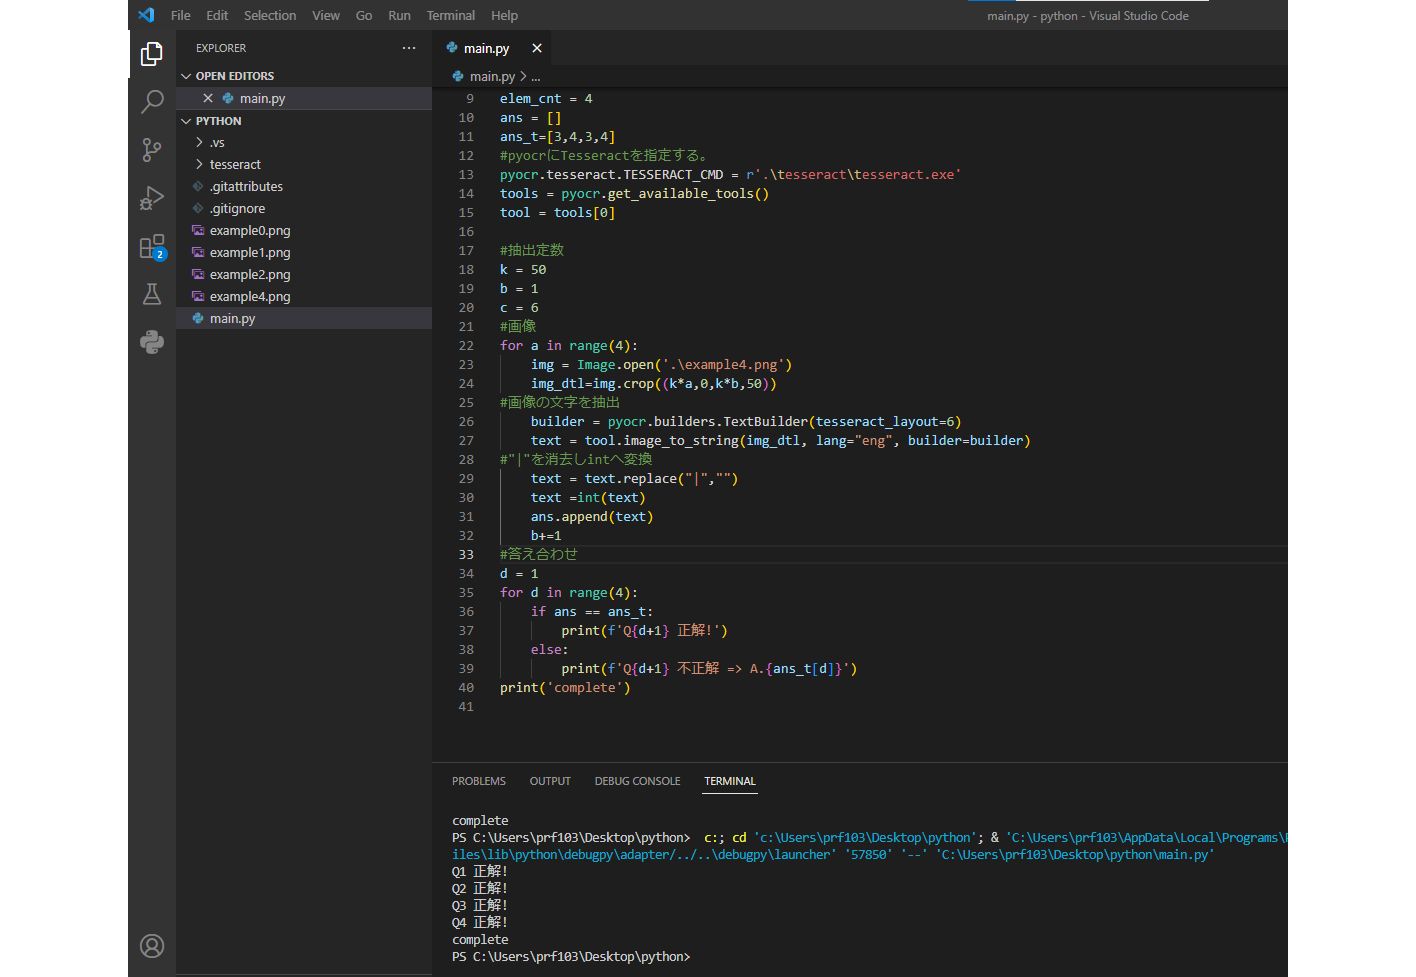 File Edit Selection View Go Run Terminal Help main.py - python - Visual Studio Code
EXPLORER ...
OPEN EDITORS
main.py
PYTHON
.vs
tesseract
.gitattributes
.gitignore
example0.png
example1.png
example2.png
example4.png
main.py
2
main.py
main.py > ...
9 elem_cnt = 4
10 ans = []
11 ans_t=[3,4,3,4]
12 #pyocrにTesseractを指定する。
13 pyocr.tesseract.TESSERACT_CMD = r'.\tesseract\tesseract.exe'
14 tools = pyocr.get_available_tools()
15 tool = tools[0]
16
17 #抽出定数
18 k = 50
19 b = 1
20 c = 6
21 #画像
22 for a in range(4):
23     img = Image.open('.\example4.png')
24     img_dtl=img.crop((k*a,0,k*b,50))
25 #画像の文字を抽出
26     builder = pyocr.builders.TextBuilder(tesseract_layout=6)
27     text = tool.image_to_string(img_dtl, lang="eng", builder=builder)
28 #"|"を消去しintへ変換
29     text = text.replace("|","")
30     text =int(text)
31     ans.append(text)
32     b+=1
33 #答え合わせ
34 d = 1
35 for d in range(4):
36     if ans == ans_t:
37         print(f'Q{d+1} 正解!')
38     else:
39         print(f'Q{d+1} 不正解 => A.{ans_t[d]}')
40 print('complete')
41
PROBLEMS OUTPUT DEBUG CONSOLE TERMINAL
complete
PS C:\Users\prf103\Desktop\python>  c:; cd 'c:\Users\prf103\Desktop\python'; & 'C:\Users\prf103\AppData\Local\Programs\
iles\lib\python\debugpy\adapter/../..\debugpy\launcher' '57850' '--' 'C:\Users\prf103\Desktop\python\main.py'
Q1 正解!
Q2 正解!
Q3 正解!
Q4 正解!
complete
PS C:\Users\prf103\Desktop\python>